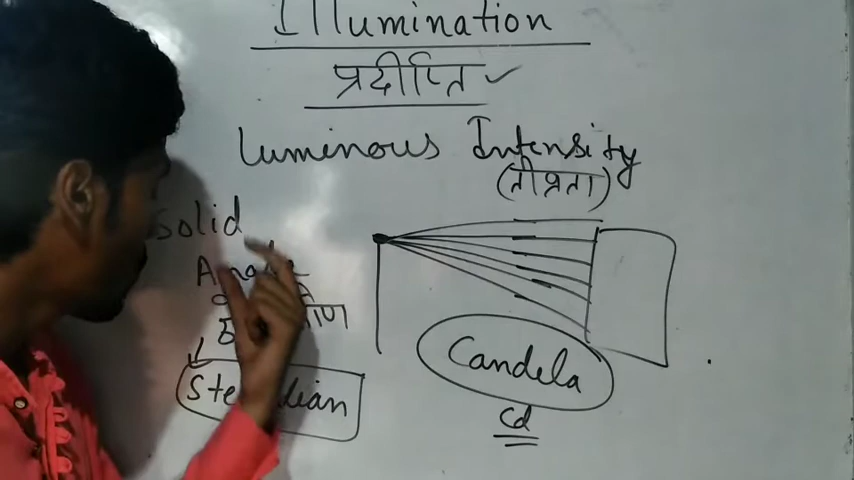 Illumination
प्रदीप्ति
Luminous Intensity
(तीव्रता)
Solid
Candela
Cd